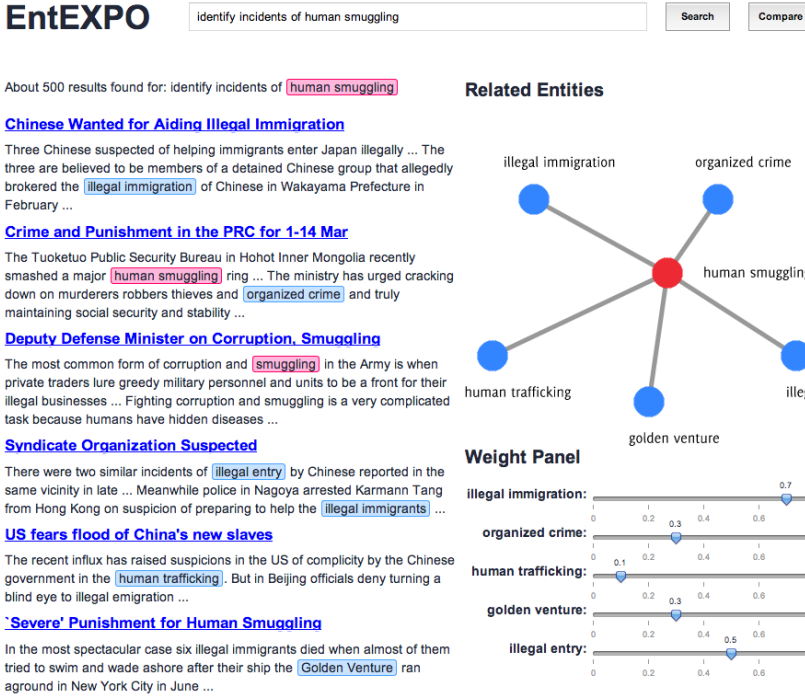 EntEXPO
identify incidents of human smuggling
Search
Compare
About 500 results found for: identify incidents of human smuggling
Chinese Wanted for Aiding Illegal Immigration
Three Chinese suspected of helping immigrants enter Japan illegally ... The
three are believed to be members of a detained Chinese group that allegedly
brokered the illegal immigration of Chinese in Wakayama Prefecture in
February ...
Crime and Punishment in the PRC for 1-14 Mar
The Tuoketuo Public Security Bureau in Hohot Inner Mongolia recently
smashed a major human smuggling ring ... The ministry has urged cracking
down on murderers robbers thieves and organized crime and truly
maintaining social security and stability ...
Deputy Defense Minister on Corruption, Smuggling
The most common form of corruption and smuggling in the Army is when
private traders lure greedy military personnel and units to be a front for their
illegal businesses ... Fighting corruption and smuggling is a very complicated
task because humans have hidden diseases ...
Syndicate Organization Suspected
There were two similar incidents of illegal entry by Chinese reported in the
same vicinity in late ... Meanwhile police in Nagoya arrested Karmann Tang
from Hong Kong on suspicion of preparing to help the illegal immigrants ...
US fears flood of China's new slaves
The recent influx has raised suspicions in the US of complicity by the Chinese
government in the human trafficking. But in Beijing officials deny turning a
blind eye to illegal emigration ...
`Severe' Punishment for Human Smuggling
In the most spectacular case six illegal immigrants died when almost of them
tried to swim and wade ashore after their ship the Golden Venture ran
aground in New York City in June ...
Related Entities
illegal immigration
organized crime
human smuggling
human trafficking
golden venture
Weight Panel
illegal immigration:
0.7
0 0.2 0.4 0.6
organized crime:
0.3
0 0.2 0.4 0.6
human trafficking:
0.1
0 0.2 0.4 0.6
golden venture:
0.3
0 0.2 0.4 0.6
illegal entry:
0.5
0 0.2 0.4 0.6